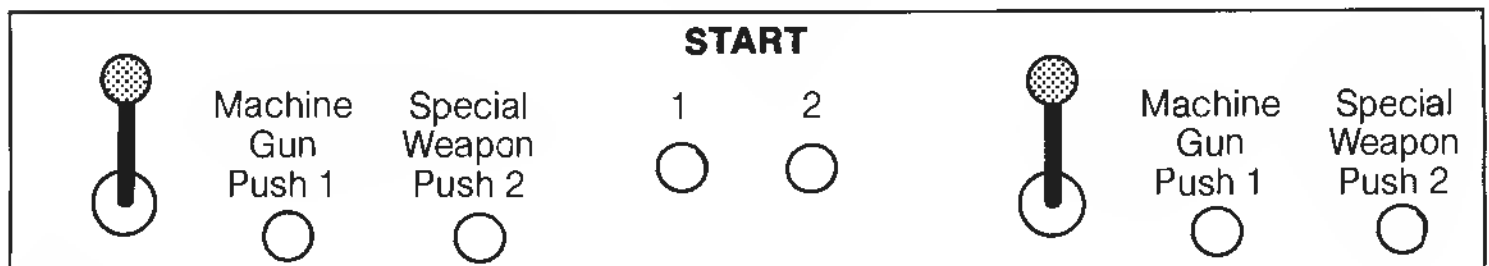 START
Machine
Gun
Push 1
Special
Weapon
Push 2
1 2
Machine
Gun
Push 1
Special
Weapon
Push 2